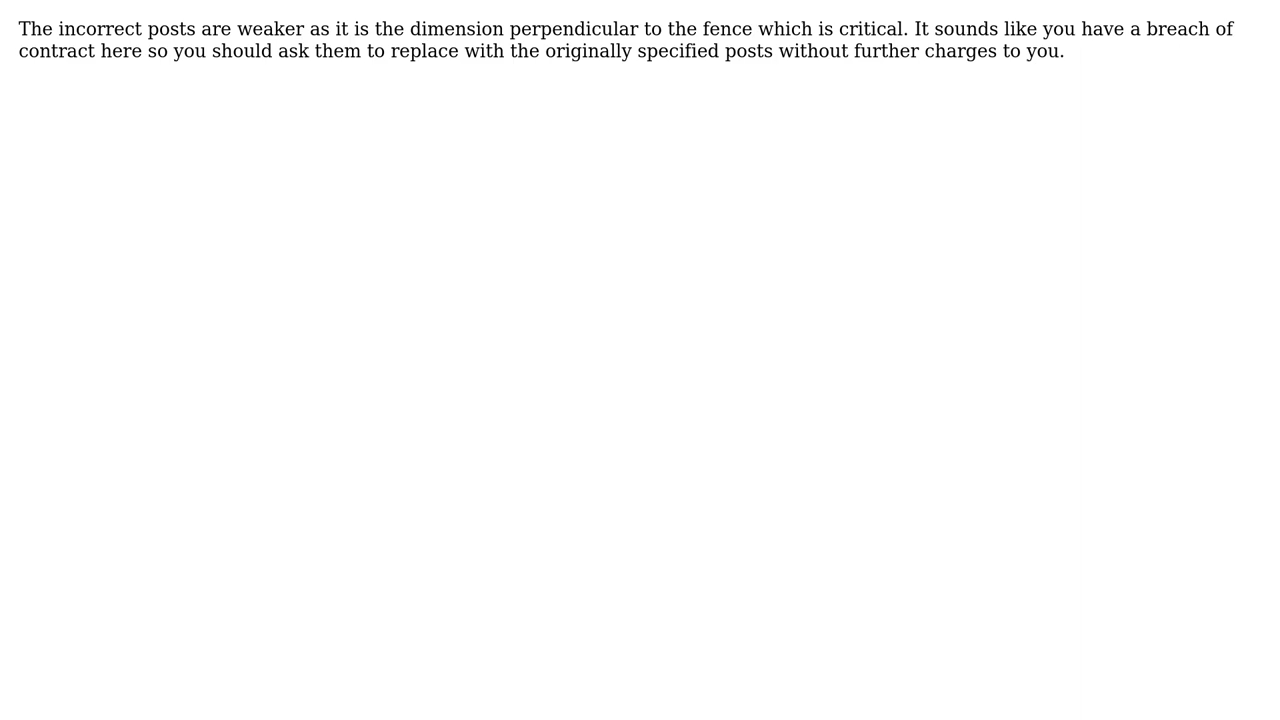 The incorrect posts are weaker as it is the dimension perpendicular to the fence which is critical. It sounds like you have a breach of
contract here so you should ask them to replace with the originally specified posts without further charges to you.